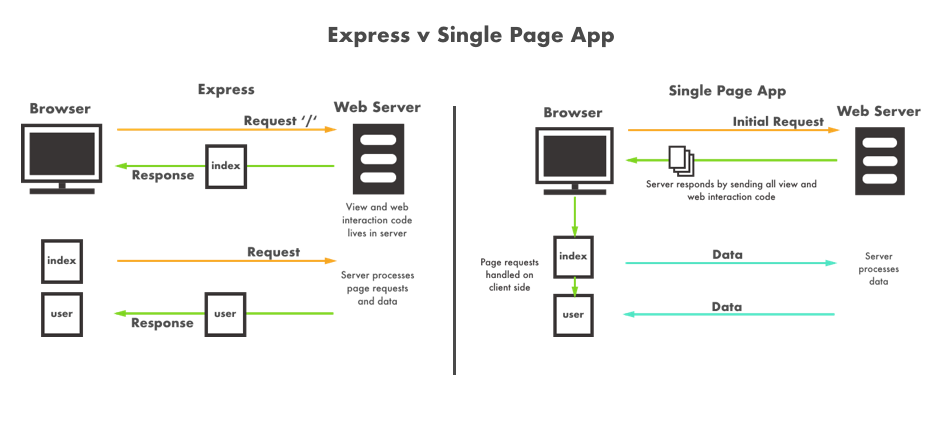 Express v Single Page App
Express
Browser
Web Server
Request ‘/‘
index
Response
View and web
interaction code
lives in server
index
Request
Server processes
page requests
and data
user
user
Response
Single Page App
Browser
Web Server
Initial Request
Server responds by sending all view and
web interaction code
Page requests
handled on
client side
index
Data
Server
processes
data
user
Data